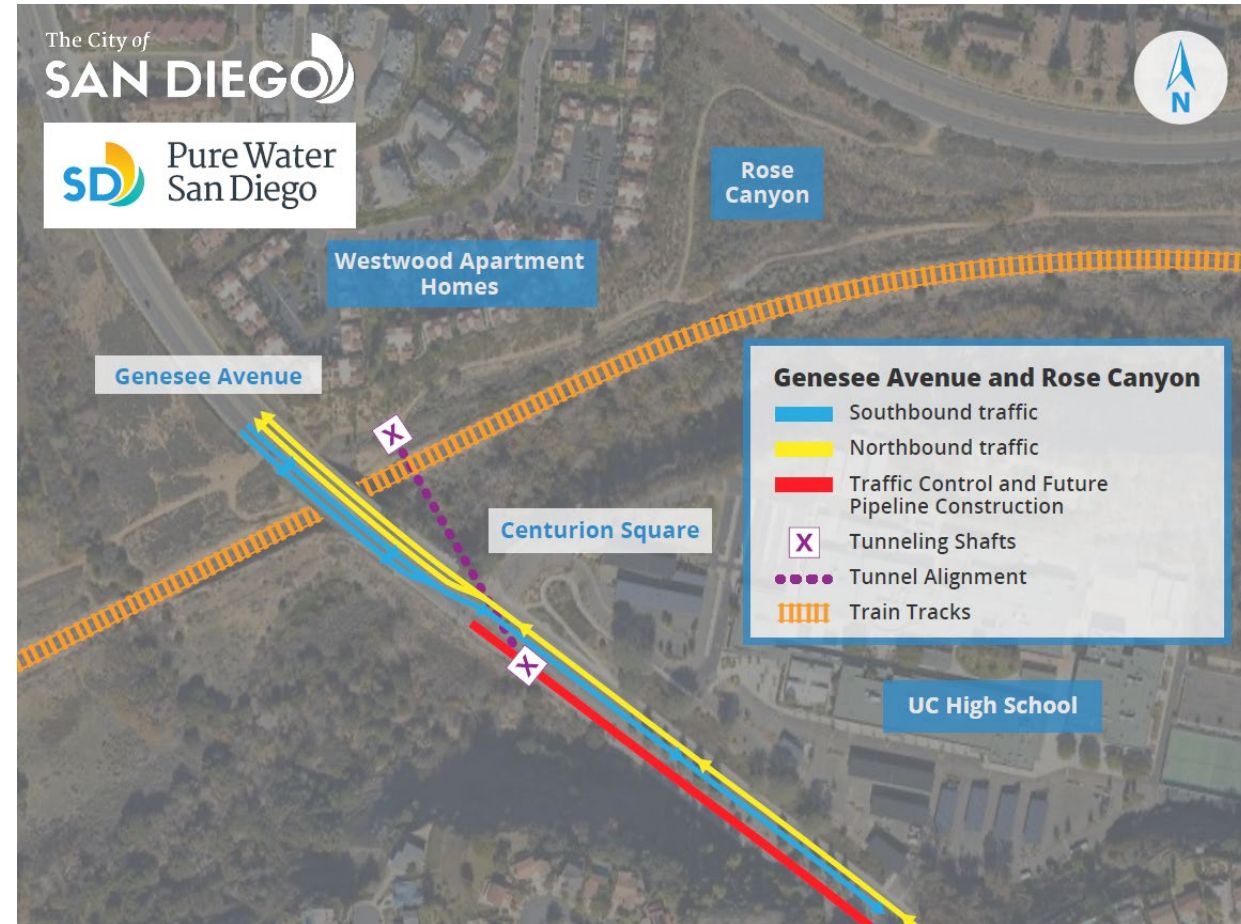 The City of
SAN DIEGO
SD
Pure Water
San Diego
N
Rose
Canyon
Westwood Apartment
Homes
Genesee Avenue
X
Centurion Square
X
Genesee Avenue and Rose Canyon
Southbound traffic
Northbound traffic
Traffic Control and Future
Pipeline Construction
X Tunneling Shafts
Tunnel Alignment
Train Tracks
UC High School